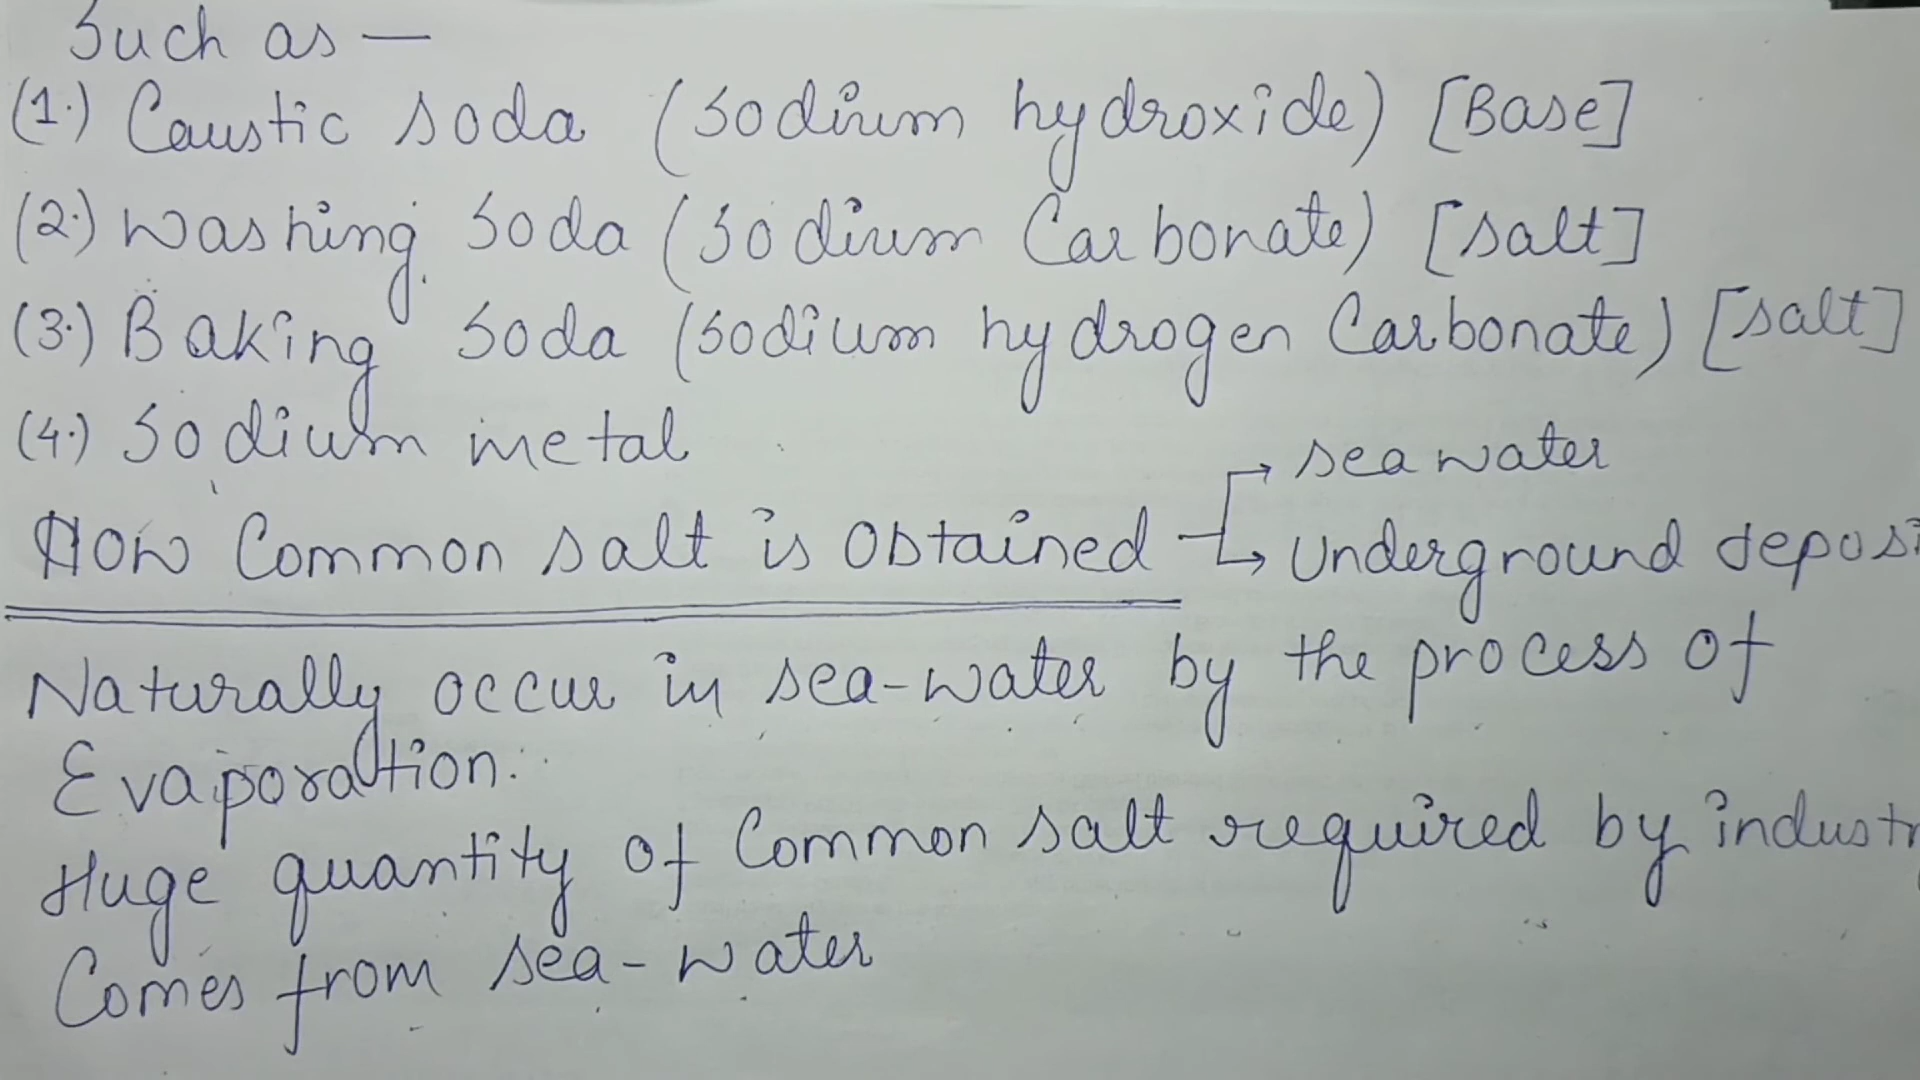 Such as —
(1.) Caustic soda (Sodium hydroxide) [Base]
(2.) Washing Soda (Sodium Carbonate) [Salt]
(3.) Baking Soda (Sodium hydrogen Carbonate) [Salt]
(4.) Sodium metal
sea water
How Common salt is Obtained → Underground deposi
Naturally occur in sea-water by the process of
Evaporation.
Huge quantity of Common salt required by industry
Comes from sea-water